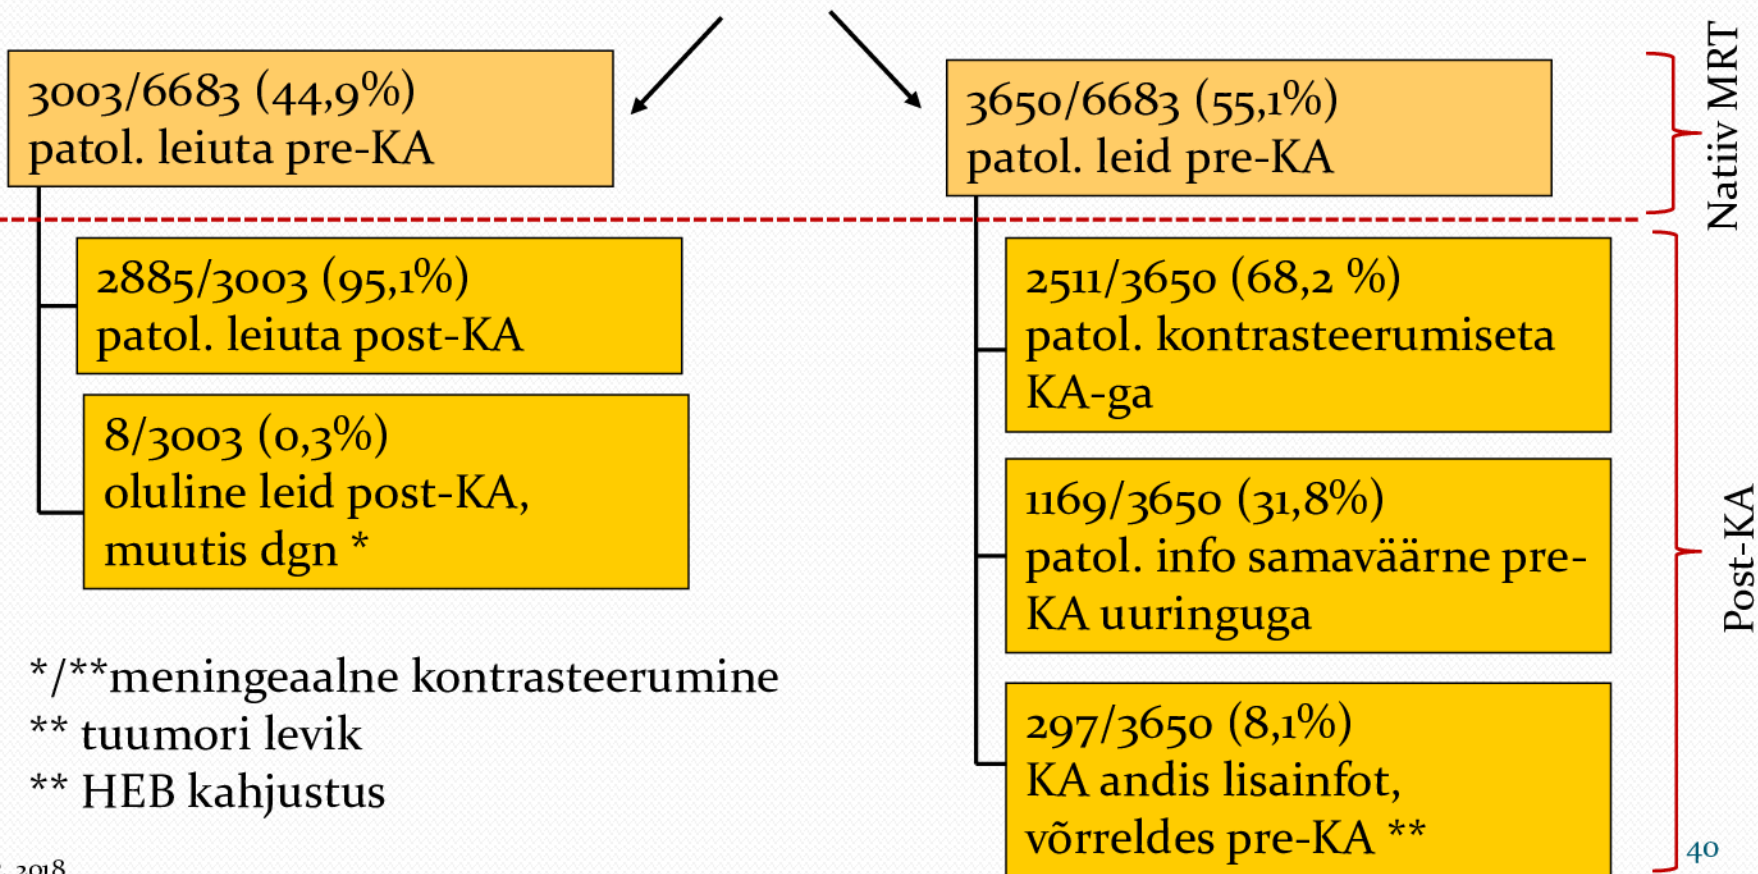 3003/6683 (44,9%)
patol. leiuta pre-KA
2885/3003 (95,1%)
patol. leiuta post-KA
8/3003 (0,3%)
oluline leid post-KA,
muutis dgn *
*/**meningeaalne kontrasteerumine
** tuumori levik
** HEB kahjustus
3650/6683 (55,1%)
patol. leid pre-KA
2511/3650 (68,2 %)
patol. kontrasteerumiseta
KA-ga
1169/3650 (31,8%)
patol. info samaväärne pre-
KA uuringuga
297/3650 (8,1%)
KA andis lisainfot,
võrreldes pre-KA **
Natiiv MRT
Post-KA
2018
40